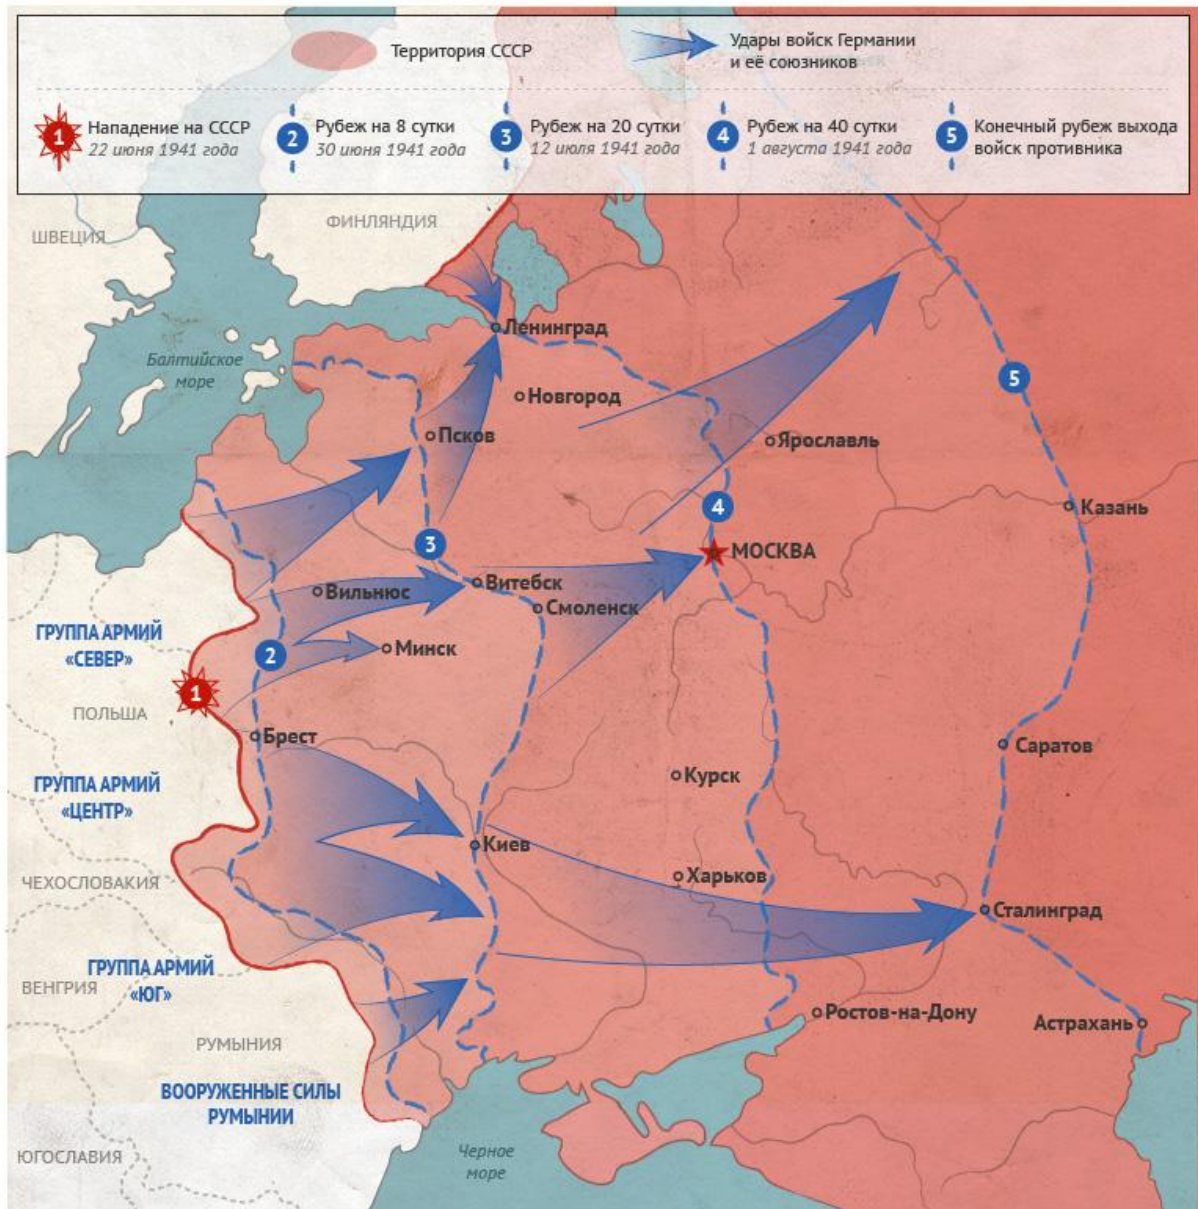 Территория СССР
Удары войск Германии
и её союзников
1
Нападение на СССР
22 июня 1941 года
2
Рубеж на 8 сутки
30 июня 1941 года
3
Рубеж на 20 сутки
12 июля 1941 года
4
Рубеж на 40 сутки
1 августа 1941 года
5
Конечный рубеж выхода
войск противника
ШВЕЦИЯ
ФИНЛЯНДИЯ
Ленинград
Балтийское
море
5
Новгород
Псков
Ярославль
4
Казань
3
МОСКВА
Витебск
Вильнюс
Смоленск
ГРУППА АРМИЙ
«СЕВЕР»
2
Минск
1
ПОЛЬША
Брест
Саратов
ГРУППА АРМИЙ
«ЦЕНТР»
Курск
Киев
ЧЕХОСЛОВАКИЯ
Харьков
Сталинград
ГРУППА АРМИЙ
«ЮГ»
ВЕНГРИЯ
Ростов-на-Дону
Астрахань
РУМЫНИЯ
ВООРУЖЕННЫЕ СИЛЫ
РУМЫНИИ
ЮГОСЛАВИЯ
Черное
море